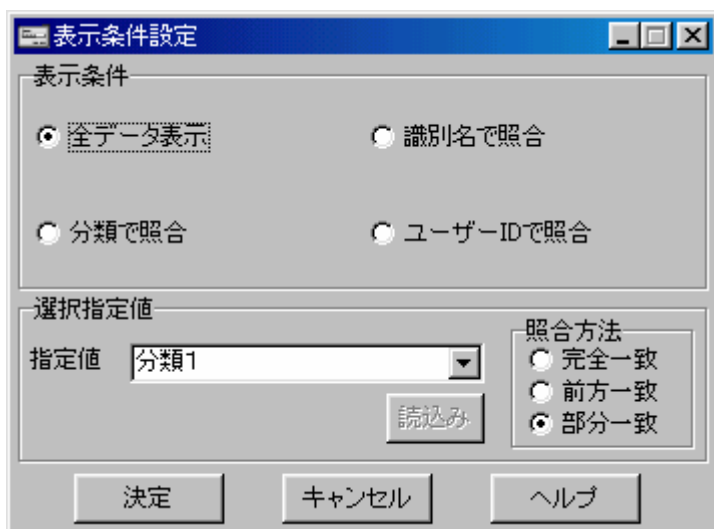 表示条件設定
表示条件
全データ表示
識別名で照合
分類で照合
ユーザーIDで照合
選択指定値
指定値
分類1
読込み
照合方法
完全一致
前方一致
部分一致
決定
キャンセル
ヘルプ